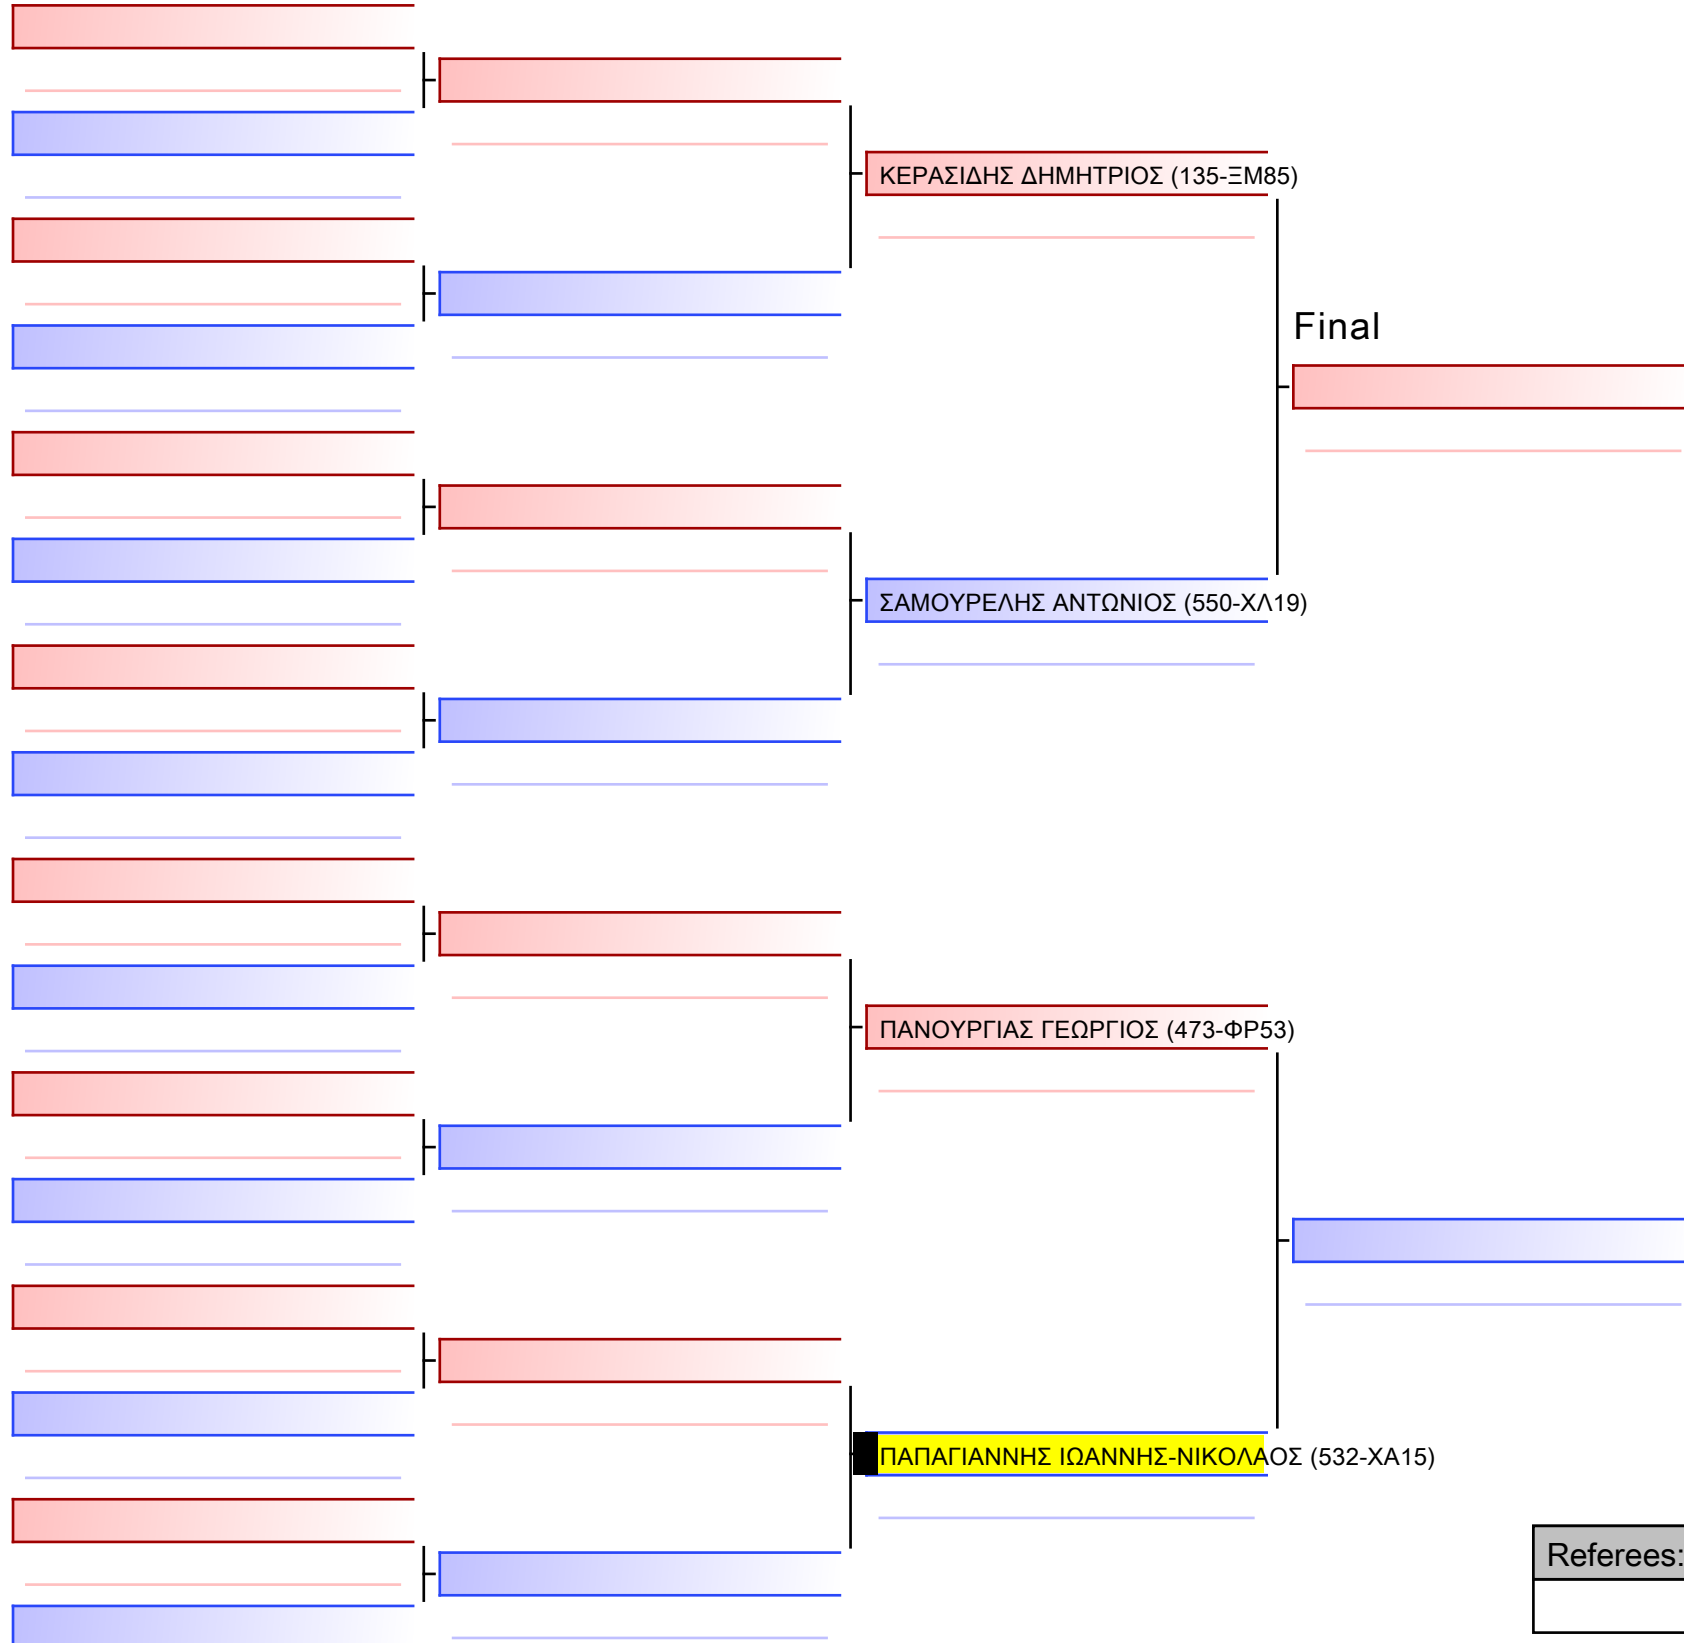 ΚΕΡΑΣΙΔΗΣ ΔΗΜΗΤΡΙΟΣ (135-ΞΜ85)
Final
ΣΑΜΟΥΡΕΛΗΣ ΑΝΤΩΝΙΟΣ (550-ΧΛ19)
ΠΑΝΟΥΡΓΙΑΣ ΓΕΩΡΓΙΟΣ (473-ΦΡ53)
ΠΑΠΑΓΙΑΝΝΗΣ ΙΩΑΝΝΗΣ-ΝΙΚΟΛΑΟΣ (532-ΧΑ15)
Referees: